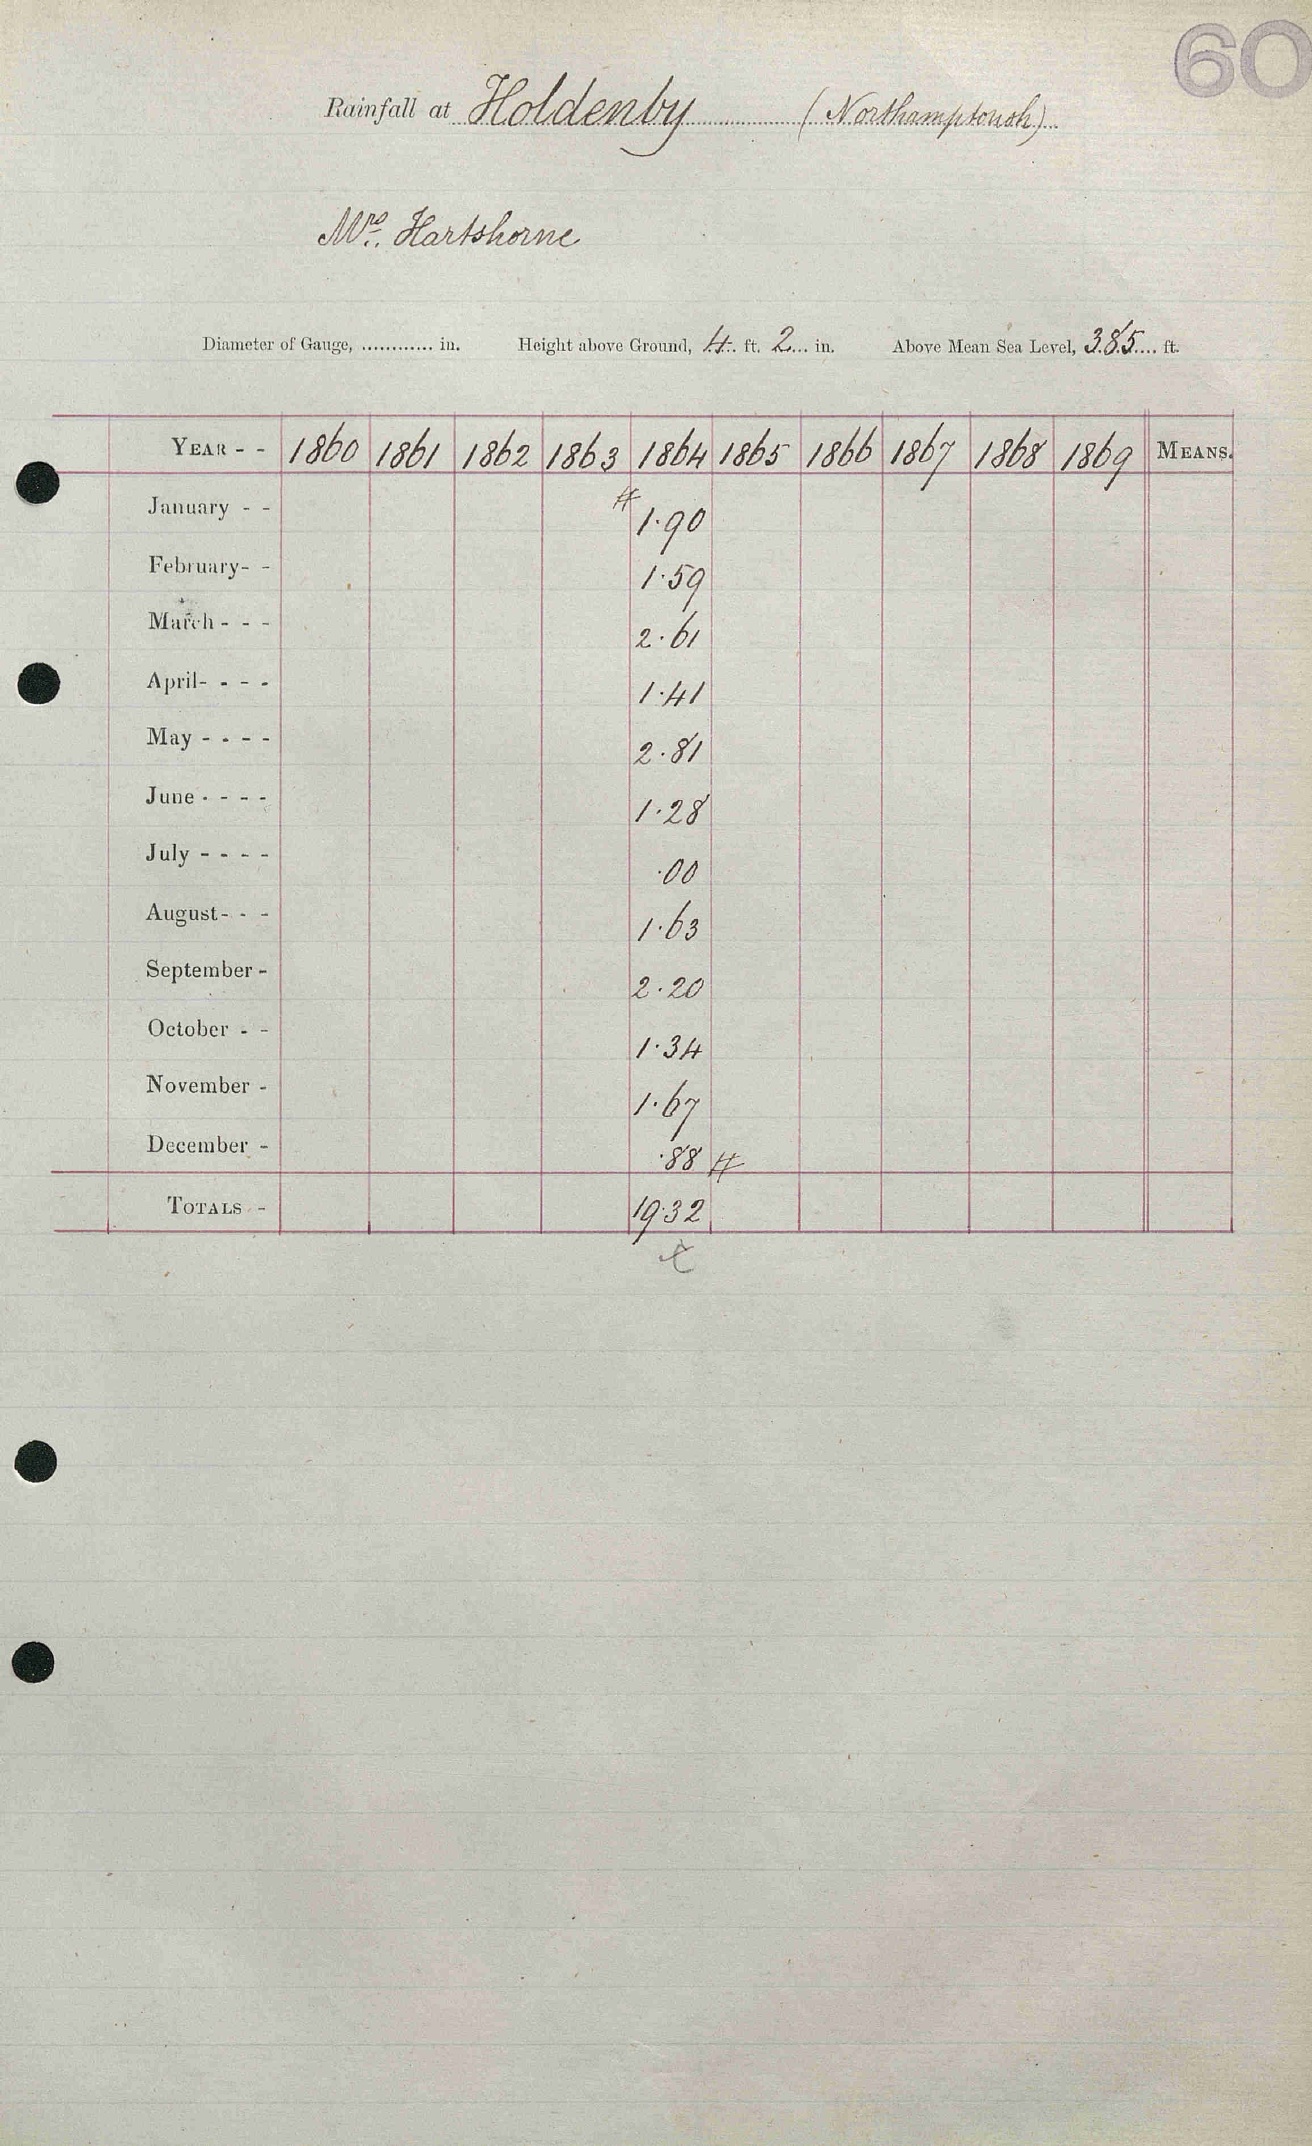 60
Rainfall at Holdenby (Northamptonsh)
Mrs. Hartshorne
Diameter of Gauge, ............ in. Height above Ground, 4 ft. 2 in. Above Mean Sea Level, 385 ft.
YEAR - - 1860 1861 1862 1863 1864 1865 1866 1867 1868 1869 MEANS.
January - - # 1.90
February - - 1.59
March - - - 2.61
April - - - - 1.41
May - - - - 2.81
June - - - - 1.28
July - - - - .00
August - - - 1.63
September - 2.20
October - - 1.34
November - 1.67
December - .88 #
TOTALS - 19.32